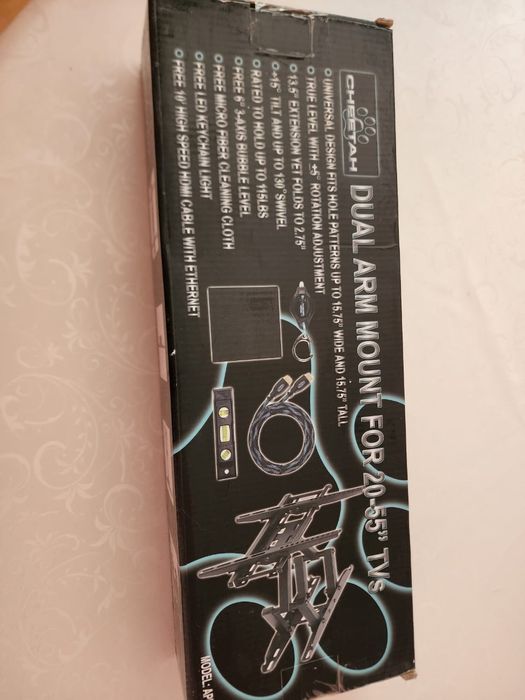 CHEETAH
DUAL ARM MOUNT FOR 20-55" TVs
UNIVERSAL DESIGN FITS HOLE PATTERNS UP TO 15.75" WIDE AND 15.75" TALL
TRUE LEVEL WITH ±5° ROTATION ADJUSTMENT
13.5" EXTENSION YET FOLDS TO 2.75"
±15° TILT AND UP TO 130° SWIVEL
RATED TO HOLD UP TO 115LBS
FREE 6" 3-AXIS BUBBLE LEVEL
FREE MICRO FIBER CLEANING CLOTH
FREE LED KEYCHAIN LIGHT
FREE 10' HIGH SPEED HDMI CABLE WITH ETHERNET
MODEL: AP